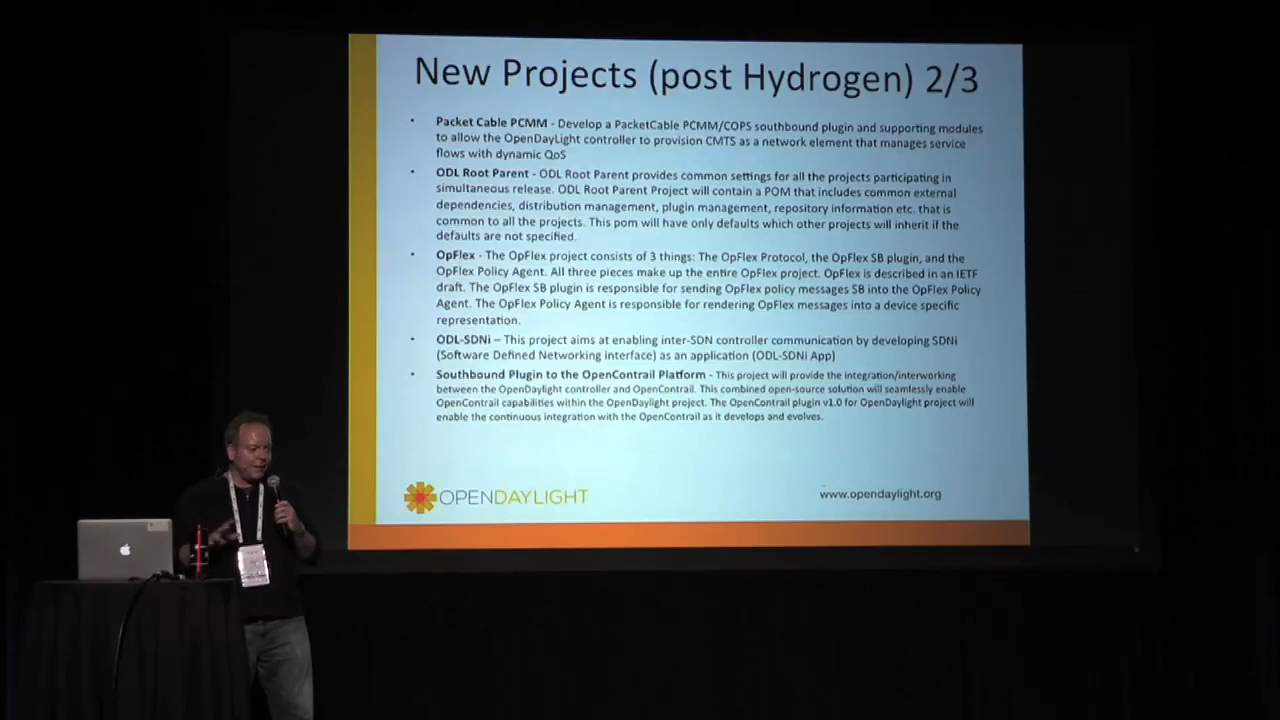 New Projects (post Hydrogen) 2/3
• Packet Cable PCMM - Develop a PacketCable PCMM/COPS southbound plugin and supporting modules
to allow the OpenDayLight controller to provision CMTS as a network element that manages service
flows with dynamic QoS
• ODL Root Parent - ODL Root Parent provides common settings for all the projects participating in
simultaneous release. ODL Root Parent Project will contain a POM that includes common external
dependencies, distribution management, plugin management, repository information etc. that is
common to all the projects. This pom will have only defaults which other projects will inherit if the
defaults are not specified.
• OpFlex - The OpFlex project consists of 3 things: The OpFlex Protocol, the OpFlex SB plugin, and the
OpFlex Policy Agent. All three pieces make up the entire OpFlex project. OpFlex is described in an IETF
draft. The OpFlex SB plugin is responsible for sending OpFlex policy messages SB into the OpFlex Policy
Agent. The OpFlex Policy Agent is responsible for rendering OpFlex messages into a device specific
representation.
• ODL-SDNi – This project aims at enabling inter-SDN controller communication by developing SDNi
(Software Defined Networking interface) as an application (ODL-SDNi App)
• Southbound Plugin to the OpenContrail Platform - This project will provide the integration/interworking
between the OpenDaylight controller and OpenContrail. This combined open-source solution will seamlessly enable
OpenContrail capabilities within the OpenDaylight project. The OpenContrail plugin v1.0 for OpenDaylight project will
enable the continuous integration with the OpenContrail as it develops and evolves.
OPENDAYLIGHT
www.opendaylight.org